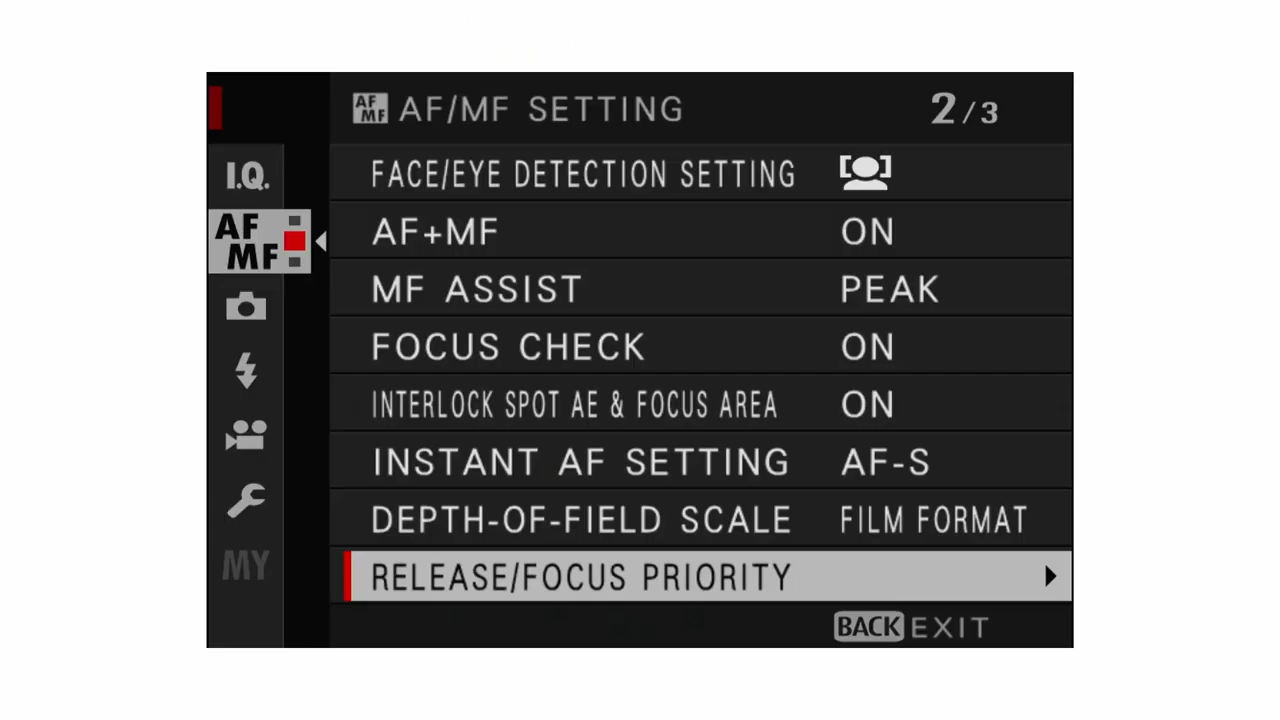 AF MF AF/MF SETTING 2/3
I.Q.
FACE/EYE DETECTION SETTING
AF MF
AF+MF ON
MF ASSIST PEAK
FOCUS CHECK ON
INTERLOCK SPOT AE & FOCUS AREA ON
INSTANT AF SETTING AF-S
DEPTH-OF-FIELD SCALE FILM FORMAT
MY
RELEASE/FOCUS PRIORITY
BACK EXIT